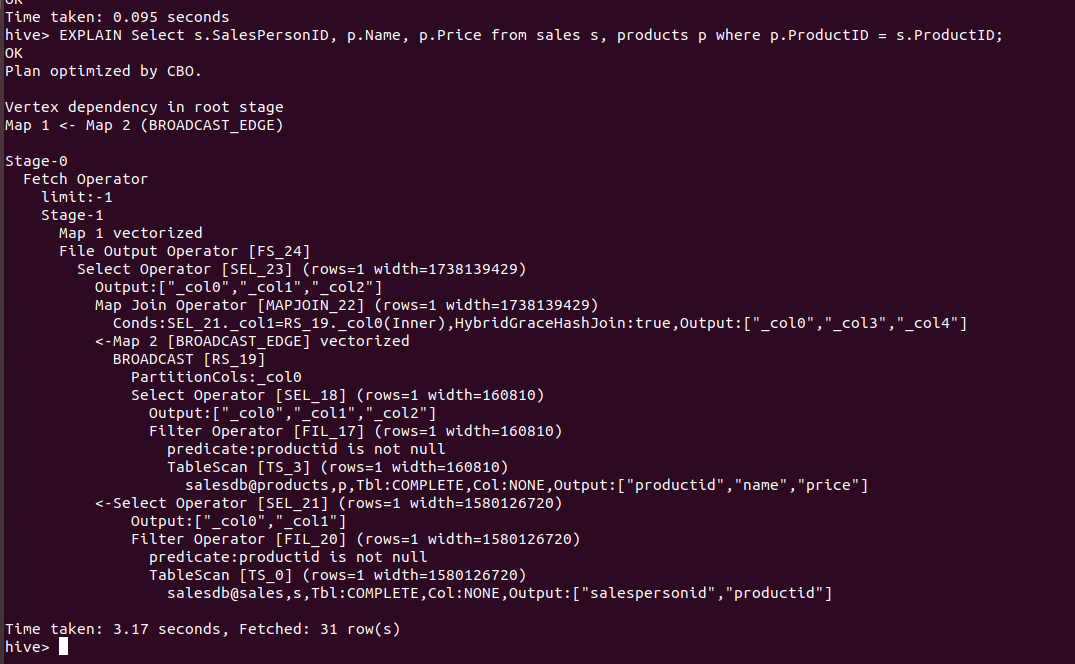 OK
Time taken: 0.095 seconds
hive> EXPLAIN Select s.SalesPersonID, p.Name, p.Price from sales s, products p where p.ProductID = s.ProductID;
OK
Plan optimized by CBO.

Vertex dependency in root stage
Map 1 <- Map 2 (BROADCAST_EDGE)

Stage-0
  Fetch Operator
    limit:-1
    Stage-1
      Map 1 vectorized
      File Output Operator [FS_24]
        Select Operator [SEL_23] (rows=1 width=1738139429)
          Output:["_col0","_col1","_col2"]
          Map Join Operator [MAPJOIN_22] (rows=1 width=1738139429)
            Conds:SEL_21._col1=RS_19._col0(Inner),HybridGraceHashJoin:true,Output:["_col0","_col3","_col4"]
          <-Map 2 [BROADCAST_EDGE] vectorized
            BROADCAST [RS_19]
              PartitionCols:_col0
              Select Operator [SEL_18] (rows=1 width=160810)
                Output:["_col0","_col1","_col2"]
                Filter Operator [FIL_17] (rows=1 width=160810)
                  predicate:productid is not null
                  TableScan [TS_3] (rows=1 width=160810)
                    salesdb@products,p,Tbl:COMPLETE,Col:NONE,Output:["productid","name","price"]
          <-Select Operator [SEL_21] (rows=1 width=1580126720)
              Output:["_col0","_col1"]
              Filter Operator [FIL_20] (rows=1 width=1580126720)
                predicate:productid is not null
                TableScan [TS_0] (rows=1 width=1580126720)
                  salesdb@sales,s,Tbl:COMPLETE,Col:NONE,Output:["salespersonid","productid"]

Time taken: 3.17 seconds, Fetched: 31 row(s)
hive>